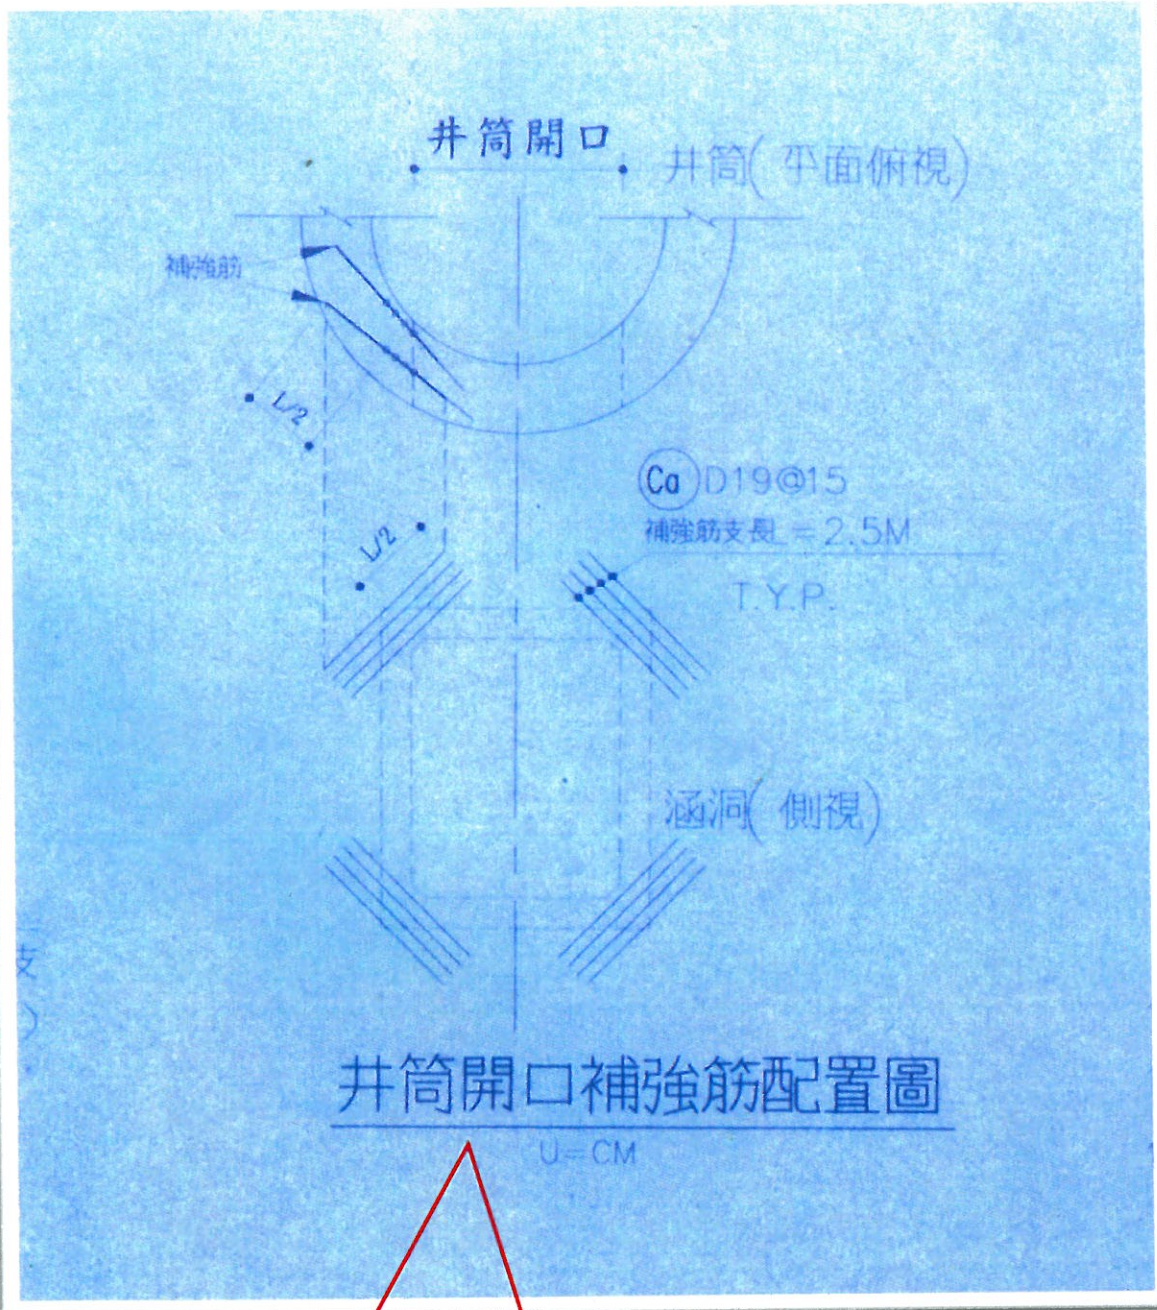 井筒開口
井筒(平面俯視)
補強筋
L/2
L/2
Ca D19@15
補強筋支長L=2.5M
T.Y.P.
涵洞(側視)
支
)
井筒開口補強筋配置圖
U=CM